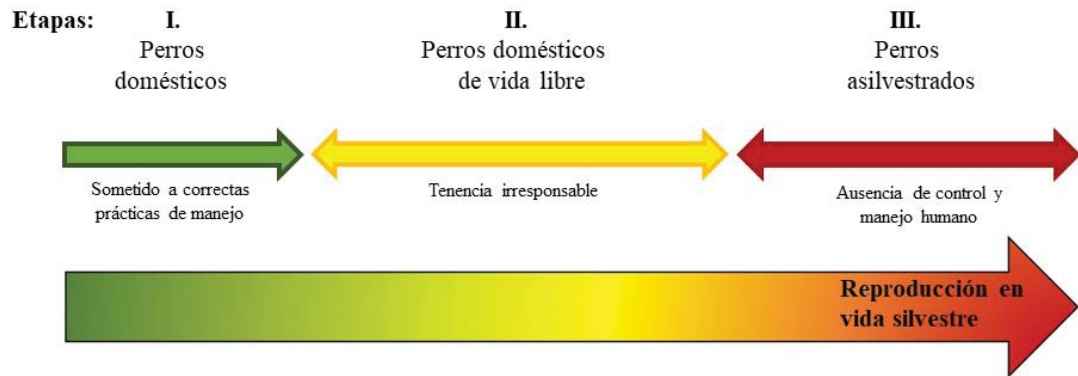 Etapas:
I.
Perros
domésticos
II.
Perros domésticos
de vida libre
III.
Perros
asilvestrados
Sometido a correctas
prácticas de manejo
Tenencia irresponsable
Ausencia de control y
manejo humano
Reproducción en
vida silvestre